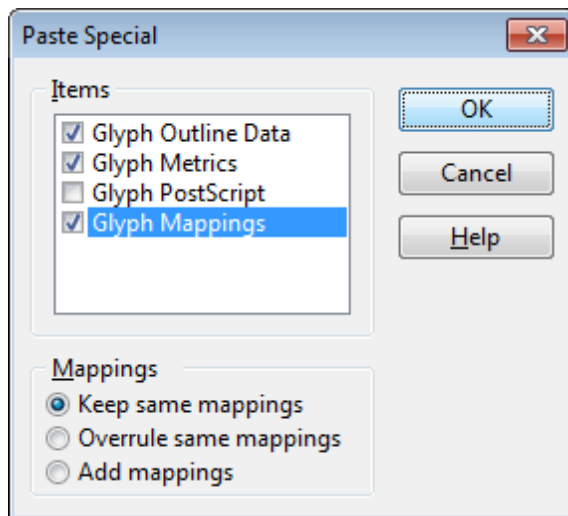 Paste Special
Items
Glyph Outline Data
Glyph Metrics
Glyph PostScript
Glyph Mappings
OK
Cancel
Help
Mappings
Keep same mappings
Overrule same mappings
Add mappings